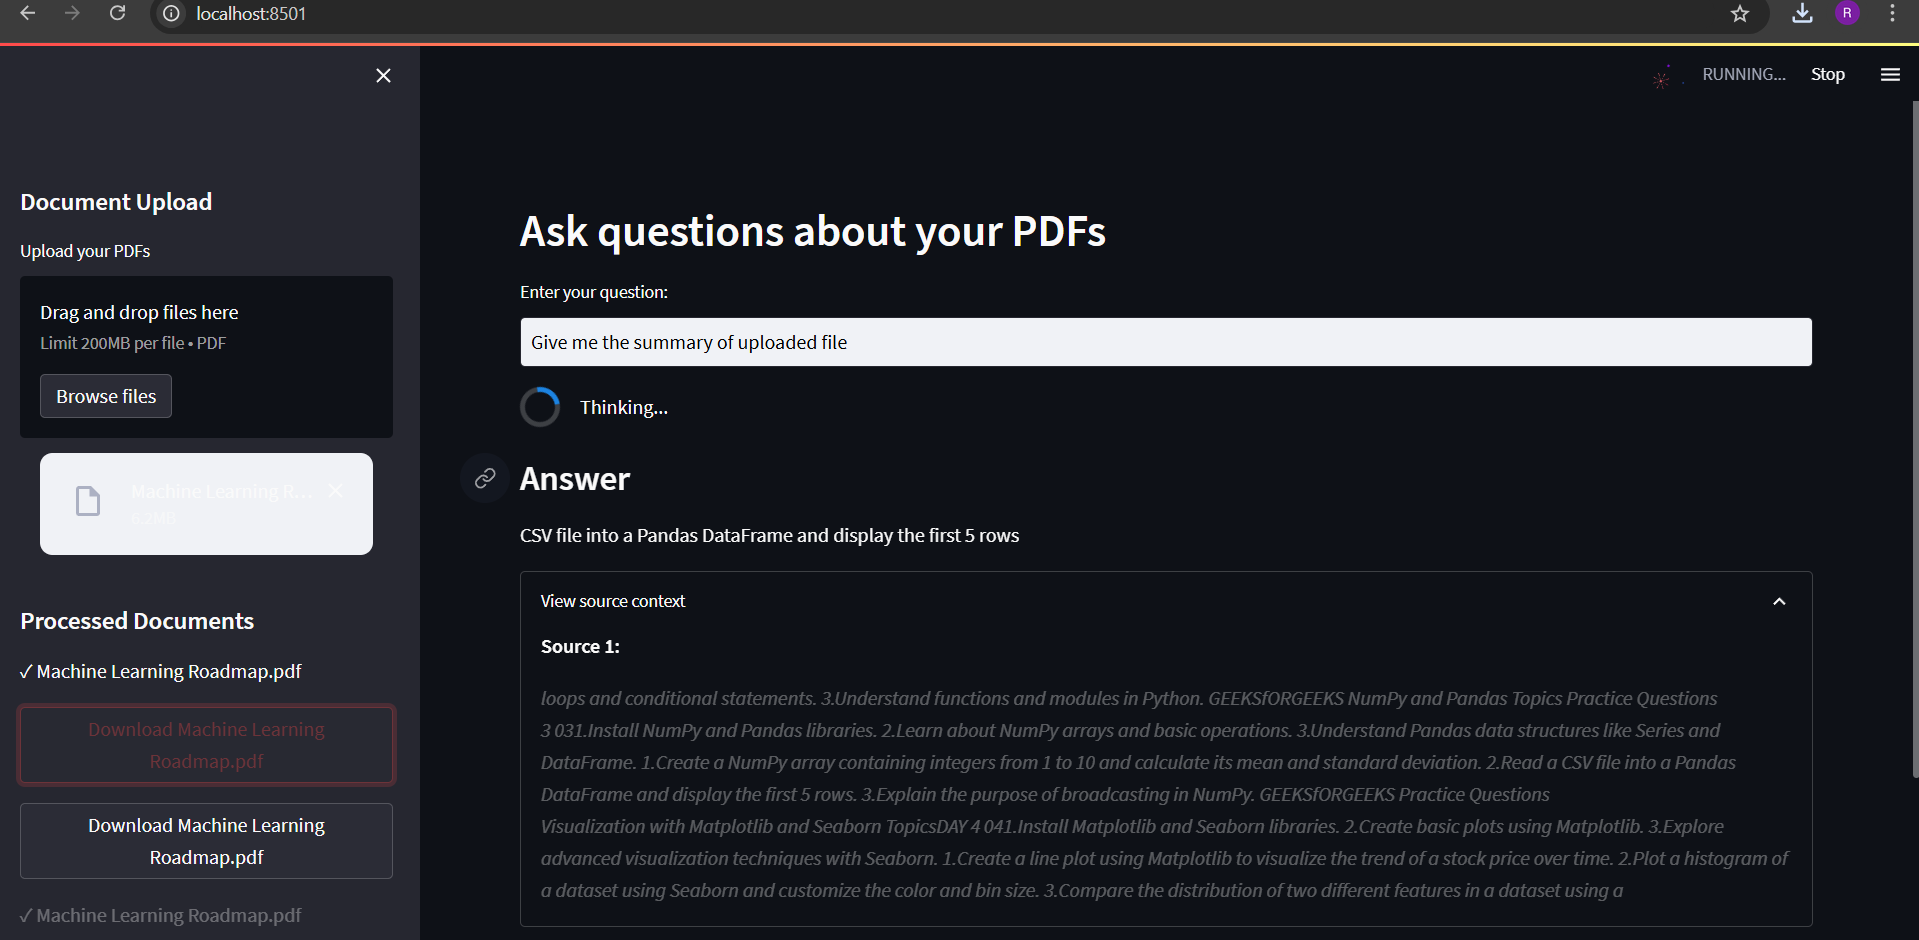 localhost:8501
R
RUNNING...
Stop
Document Upload
Upload your PDFs
Drag and drop files here
Limit 200MB per file • PDF
Browse files
Machine Learning R...
6.2MB
Processed Documents
✓ Machine Learning Roadmap.pdf
Download Machine Learning
Roadmap.pdf
Download Machine Learning
Roadmap.pdf
✓ Machine Learning Roadmap.pdf
Ask questions about your PDFs
Enter your question:
Give me the summary of uploaded file
Thinking...
Answer
CSV file into a Pandas DataFrame and display the first 5 rows
View source context
Source 1:
loops and conditional statements. 3.Understand functions and modules in Python. GEEKSfORGEEKS NumPy and Pandas Topics Practice Questions
3 031.Install NumPy and Pandas libraries. 2.Learn about NumPy arrays and basic operations. 3.Understand Pandas data structures like Series and
DataFrame. 1.Create a NumPy array containing integers from 1 to 10 and calculate its mean and standard deviation. 2.Read a CSV file into a Pandas
DataFrame and display the first 5 rows. 3.Explain the purpose of broadcasting in NumPy. GEEKSfORGEEKS Practice Questions
Visualization with Matplotlib and Seaborn TopicsDAY 4 041.Install Matplotlib and Seaborn libraries. 2.Create basic plots using Matplotlib. 3.Explore
advanced visualization techniques with Seaborn. 1.Create a line plot using Matplotlib to visualize the trend of a stock price over time. 2.Plot a histogram of
a dataset using Seaborn and customize the color and bin size. 3.Compare the distribution of two different features in a dataset using a